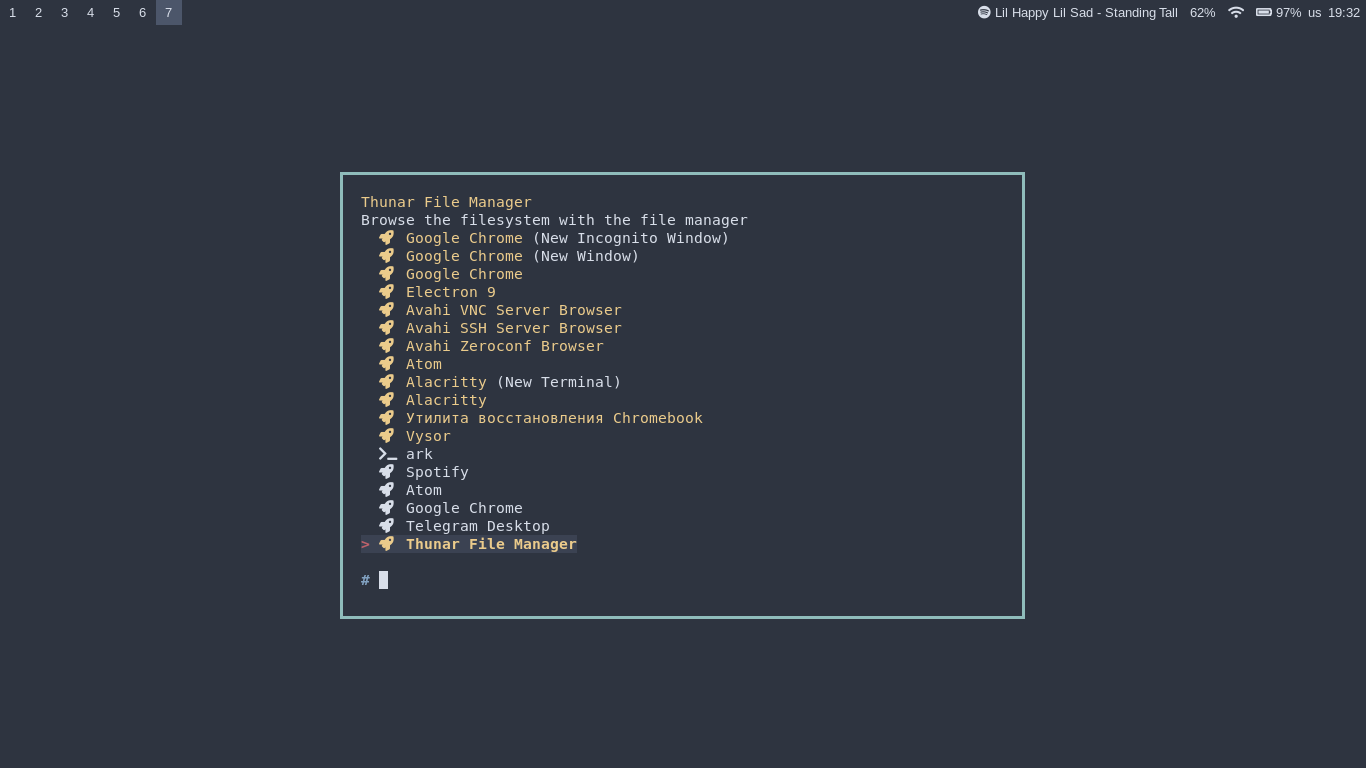 1 2 3 4 5 6 7 Lil Happy Lil Sad - Standing Tall 62% 97% us 19:32
Thunar File Manager
Browse the filesystem with the file manager
Google Chrome (New Incognito Window)
Google Chrome (New Window)
Google Chrome
Electron 9
Avahi VNC Server Browser
Avahi SSH Server Browser
Avahi Zeroconf Browser
Atom
Alacritty (New Terminal)
Alacritty
Утилита восстановления Chromebook
Vysor
ark
Spotify
Atom
Google Chrome
Telegram Desktop
> Thunar File Manager
#